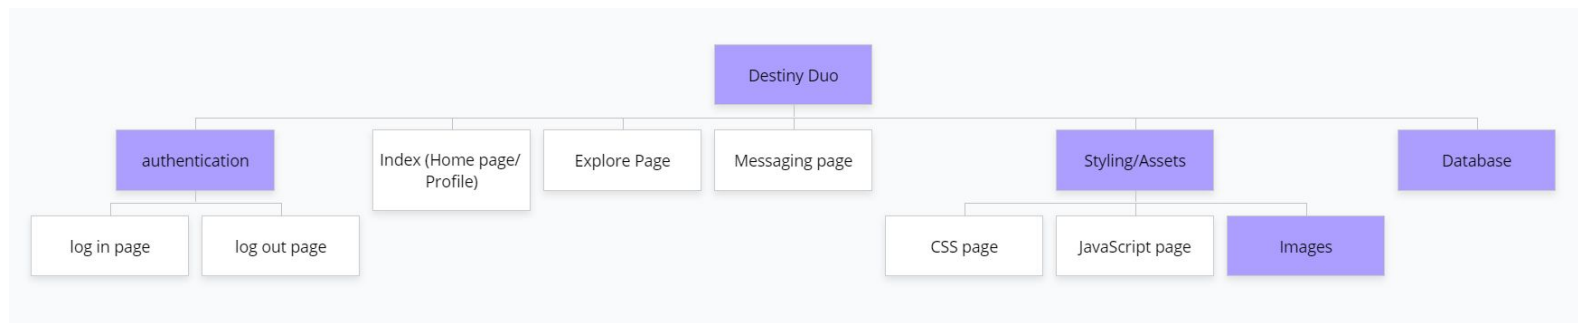 Destiny Duo
authentication
Index (Home page/
Profile)
Explore Page
Messaging page
Styling/Assets
Database
log in page
log out page
CSS page
JavaScript page
Images